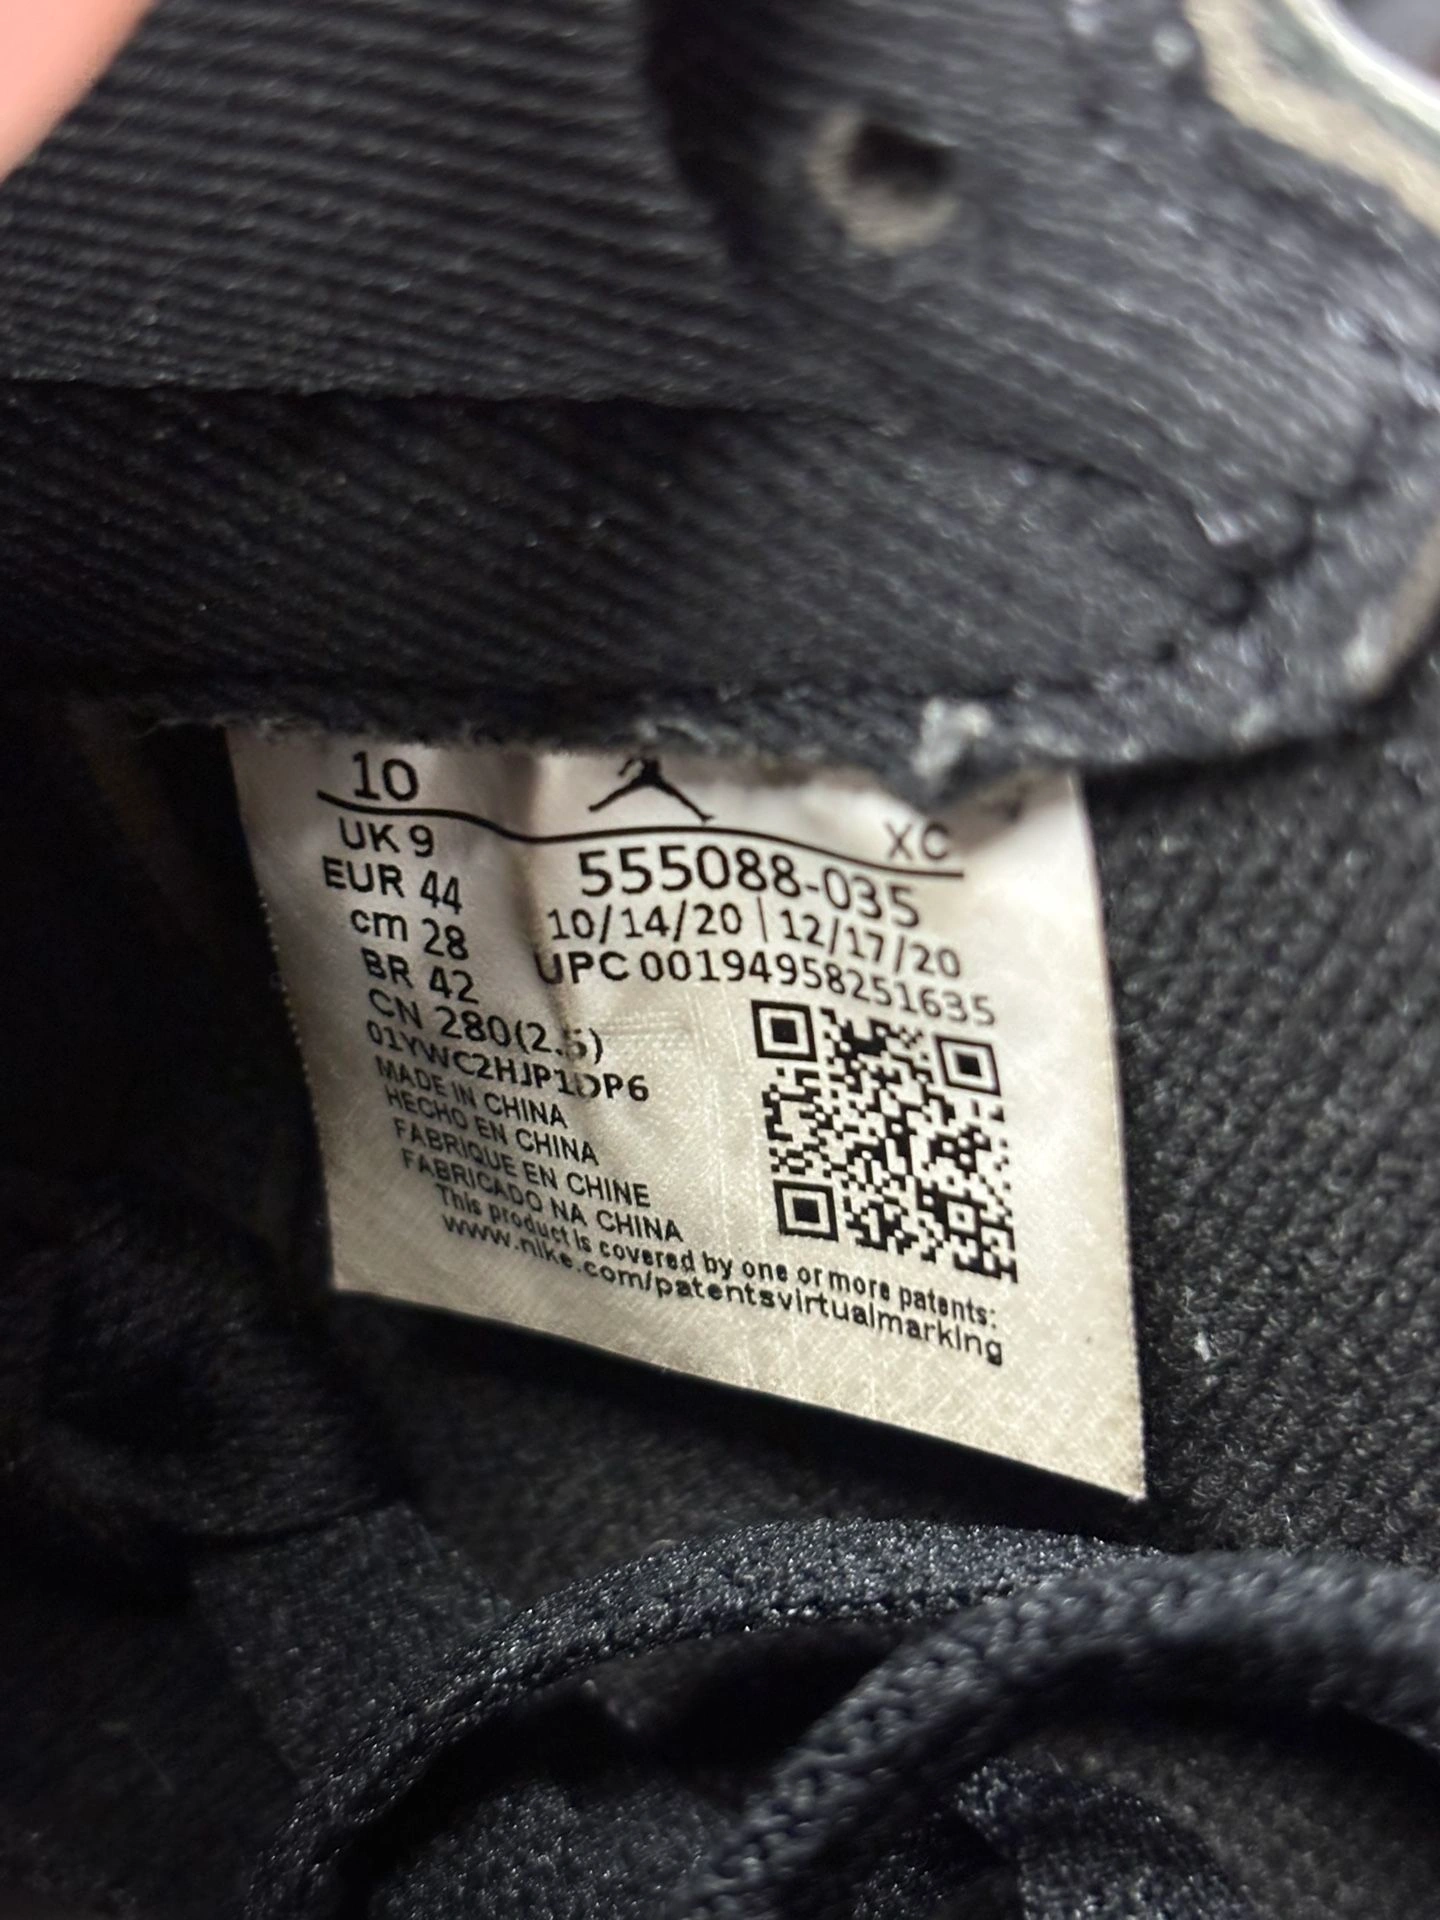 10
XC
UK 9
555088-035
EUR 44
10/14/20 | 12/17/20
cm 28
UPC 00194958251635
BR 42
CN 280(2.5)
01YWC2HJP1DP6
MADE IN CHINA
HECHO EN CHINA
FABRIQUE EN CHINE
FABRICADO NA CHINA
This product is covered by one or more patents:
www.nike.com/patentsvirtualmarking